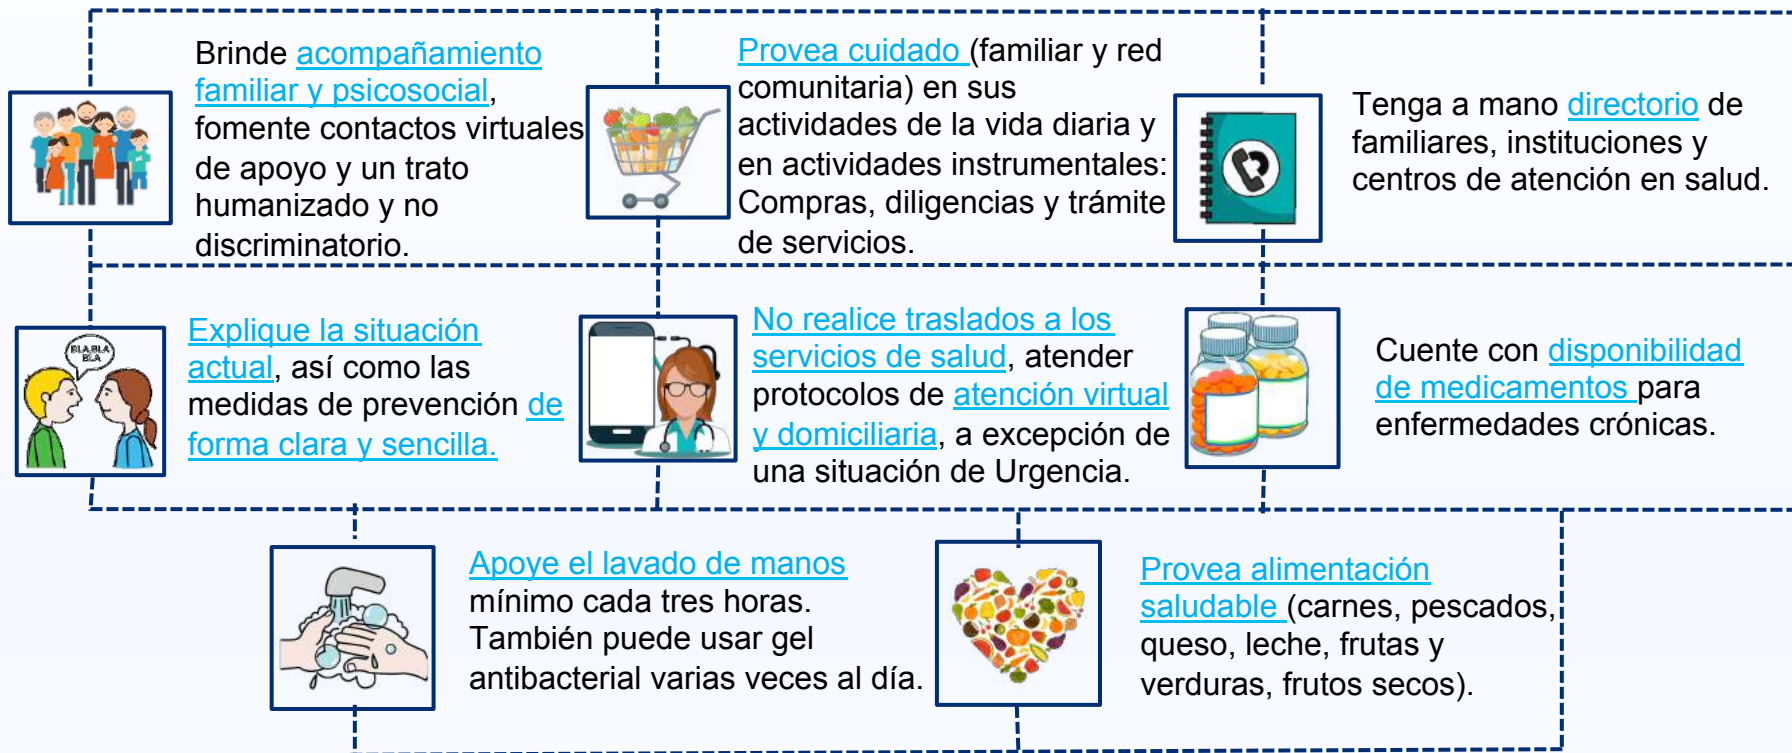 Brinde acompañamiento
familiar y psicosocial,
fomente contactos virtuales
de apoyo y un trato
humanizado y no
discriminatorio.
Provea cuidado (familiar y red
comunitaria) en sus
actividades de la vida diaria y
en actividades instrumentales:
Compras, diligencias y trámite
de servicios.
Tenga a mano directorio de
familiares, instituciones y
centros de atención en salud.
BLA,BLA
BLA
Explique la situación
actual, así como las
medidas de prevención de
forma clara y sencilla.
No realice traslados a los
servicios de salud, atender
protocolos de atención virtual
y domiciliaria, a excepción de
una situación de Urgencia.
Cuente con disponibilidad
de medicamentos para
enfermedades crónicas.
Apoye el lavado de manos
mínimo cada tres horas.
También puede usar gel
antibacterial varias veces al día.
Provea alimentación
saludable (carnes, pescados,
queso, leche, frutas y
verduras, frutos secos).